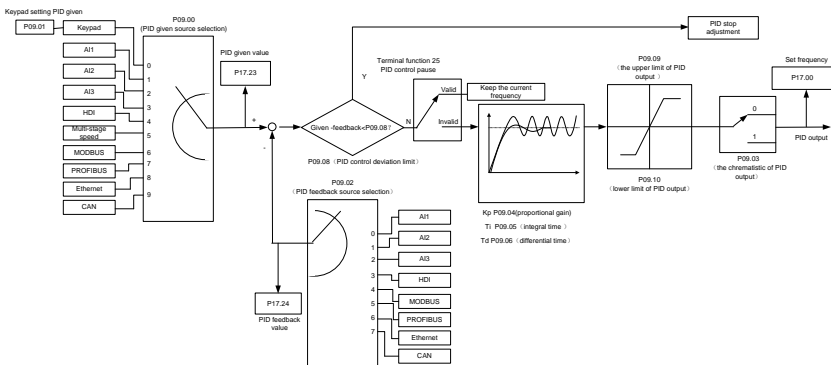 Keypad setting PID given
P09.01
Keypad
AI1
AI2
AI3
HDI
Multi-stage
speed
MODBUS
PROFIBUS
Ethernet
CAN
P09.00
(PID given source selection)
0
1
2
3
4
5
6
7
8
9
PID given value
P17.23
+
-
Y
Given -feedback<P09.08?
N
P09.08（PID control deviation limit）
Terminal function 25
PID control pause
Valid
Invalid
Keep the current
frequency
PID stop
adjustment
Kp P09.04(proportional gain)
Ti P09.05（integral time）
Td P09.06（differential time）
P09.09
（the upper limit of PID
output）
P09.10
（lower limit of PID output）
0
1
P09.03
（the chrmatistic of PID
output）
Set frequency
P17.00
PID output
P09.02
（PID feedback source selection）
0
1
2
3
4
5
6
7
AI1
AI2
AI3
HDI
MODBUS
PROFIBUS
Ethernet
CAN
P17.24
PID feedback
value